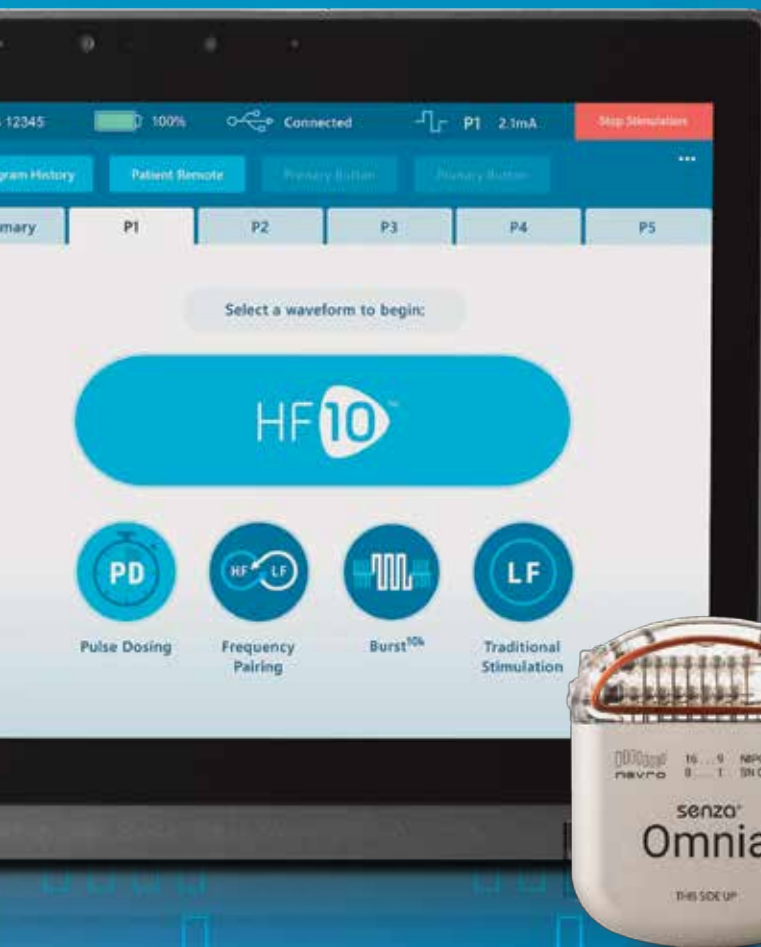 12345 100% Connected P1 2.1mA Stop Stimulation
gram History Patient Remote Primary Button Primary Button
mary P1 P2 P3 P4 P5
Select a waveform to begin:
HF10™
PD HF LF LF
Pulse Dosing Frequency Pairing Burst10k Traditional Stimulation
nevro 16...9
8...1
senza®
Omnia
THIS SIDE UP